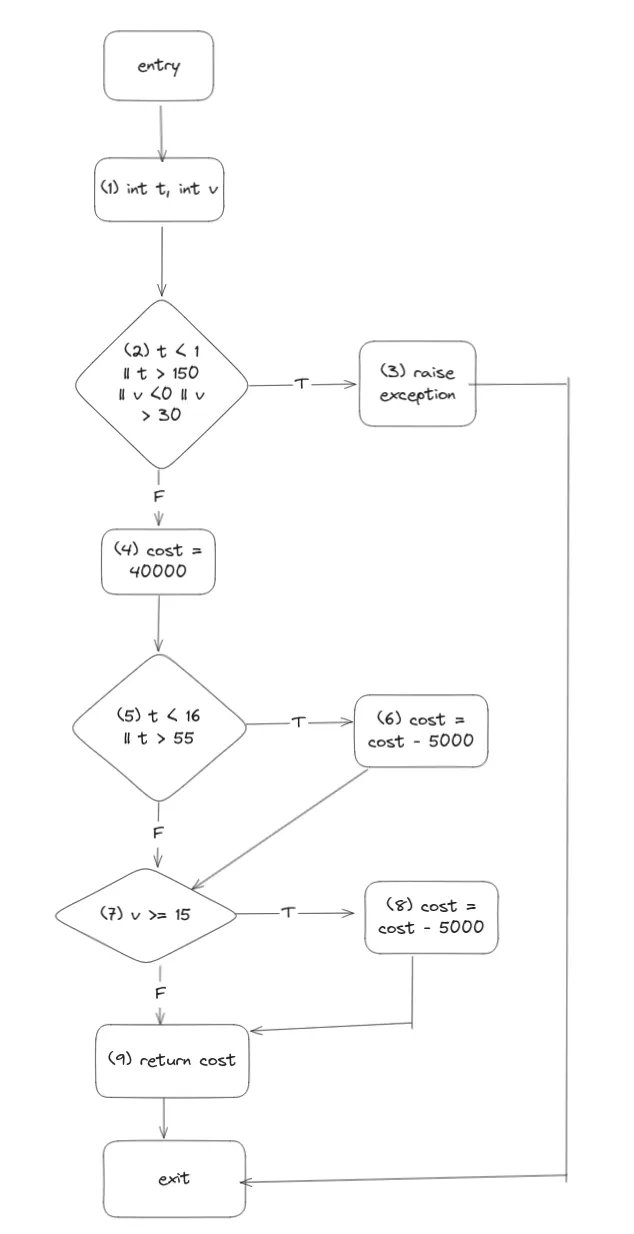 entry
(1) int t, int v
(2) t < 1
|| t > 150
|| v <0 || v
> 30
T
(3) raise
exception
F
(4) cost =
40000
(5) t < 16
|| t > 55
T
(6) cost =
cost - 5000
F
(7) v >= 15
T
(8) cost =
cost - 5000
F
(9) return cost
exit